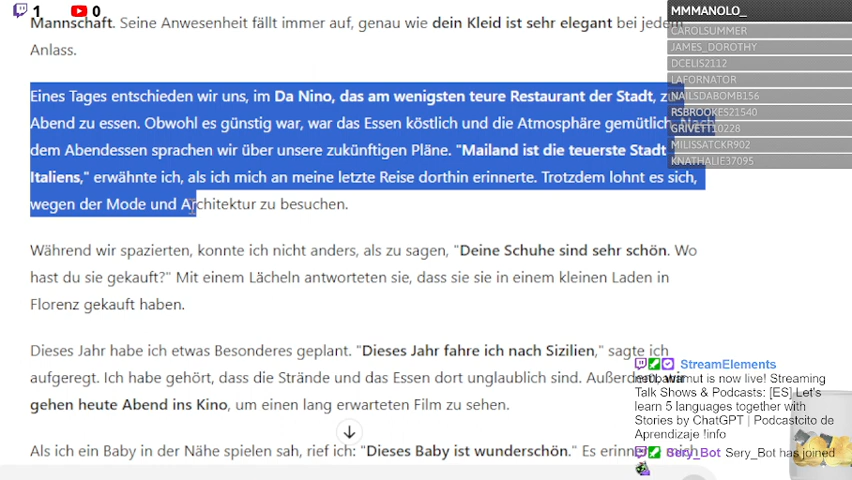 1 0
Mannschaft. Seine Anwesenheit fällt immer auf, genau wie dein Kleid ist sehr elegant bei jedem
Anlass.
Eines Tages entschieden wir uns, im Da Nino, das am wenigsten teure Restaurant der Stadt, zu
Abend zu essen. Obwohl es günstig war, war das Essen köstlich und die Atmosphäre gemütlich. Nach
dem Abendessen sprachen wir über unsere zukünftigen Pläne. "Mailand ist die teuerste Stadt
Italiens," erwähnte ich, als ich mich an meine letzte Reise dorthin erinnerte. Trotzdem lohnt es sich,
wegen der Mode und Architektur zu besuchen.
Während wir spazierten, konnte ich nicht anders, als zu sagen, "Deine Schuhe sind sehr schön. Wo
hast du sie gekauft?" Mit einem Lächeln antworteten sie, dass sie sie in einem kleinen Laden in
Florenz gekauft haben.
Dieses Jahr habe ich etwas Besonderes geplant. "Dieses Jahr fahre ich nach Sizilien," sagte ich
aufgeregt. Ich habe gehört, dass die Strände und das Essen dort unglaublich sind. wir
gehen heute Abend ins Kino, um einen lang erwarteten Film zu sehen.
Als ich ein Baby in der Nähe spielen sah, rief ich: "Dieses Baby ist wunderschön." Es
MMMANOLO_
CAROLSUMMER
JAMES_DOROTHY
DCELIS2112
LAFORNATOR
NAILSDABOMB156
RSBROOKES21540
GRIVETT10228
MILISSATCKR902
KNATHALIE37095
StreamElements
is now live! Streaming
Talk Shows & Podcasts: [ES] Let's
learn 5 languages together with
Stories by ChatGPT | Podcastcito de
Aprendizaje !info
Sery_Bot Sery_Bot has joined